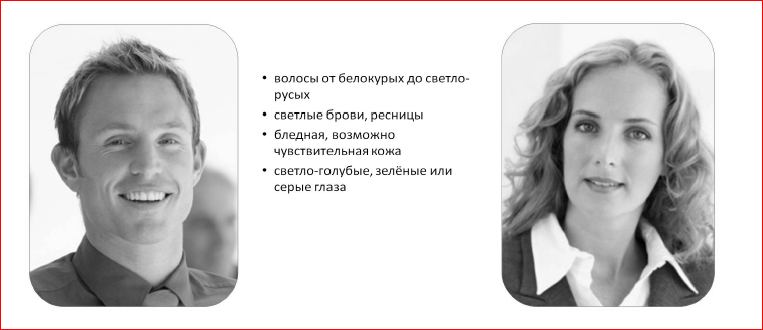 • волосы от белокурых до светло-
русых
• светлые брови, ресницы
• бледная, возможно
чувствительная кожа
• светло-голубые, зелёные или
серые глаза